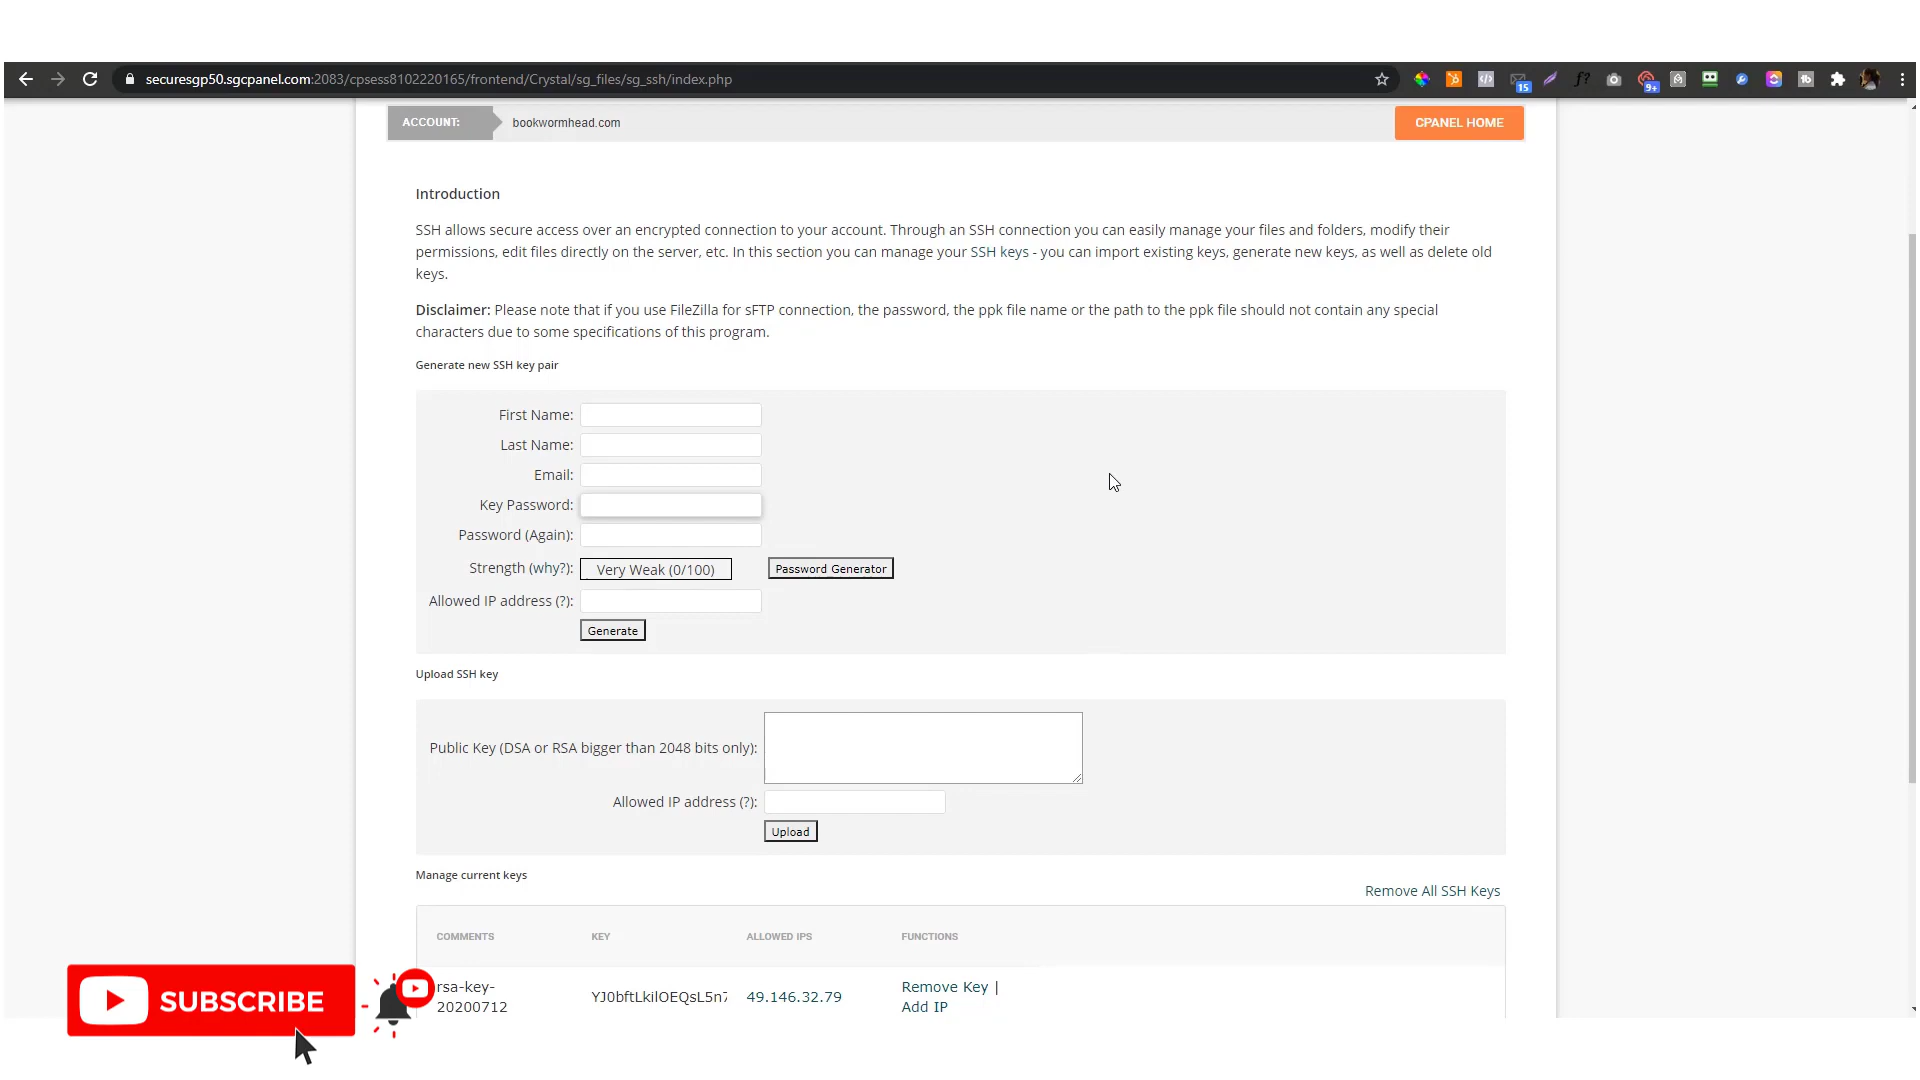 securesgp50.sgcpanel.com:2083/cpsess8102220165/frontend/Crystal/sg_files/sg_ssh/index.php
15
f?
9+
ACCOUNT:
bookwormhead.com
CPANEL HOME
Introduction
SSH allows secure access over an encrypted connection to your account. Through an SSH connection you can easily manage your files and folders, modify their
permissions, edit files directly on the server, etc. In this section you can manage your SSH keys - you can import existing keys, generate new keys, as well as delete old
keys.
Disclaimer: Please note that if you use FileZilla for sFTP connection, the password, the ppk file name or the path to the ppk file should not contain any special
characters due to some specifications of this program.
Generate new SSH key pair
First Name:
Last Name:
Email:
Key Password:
Password (Again):
Strength (why?): Very Weak (0/100) Password Generator
Allowed IP address (?):
Generate
Upload SSH key
Public Key (DSA or RSA bigger than 2048 bits only):
Allowed IP address (?):
Upload
Manage current keys
Remove All SSH Keys
COMMENTS KEY ALLOWED IPS FUNCTIONS
rsa-key-
20200712
YJ0bftLkilOEQsL5n7
49.146.32.79
Remove Key |
Add IP
SUBSCRIBE